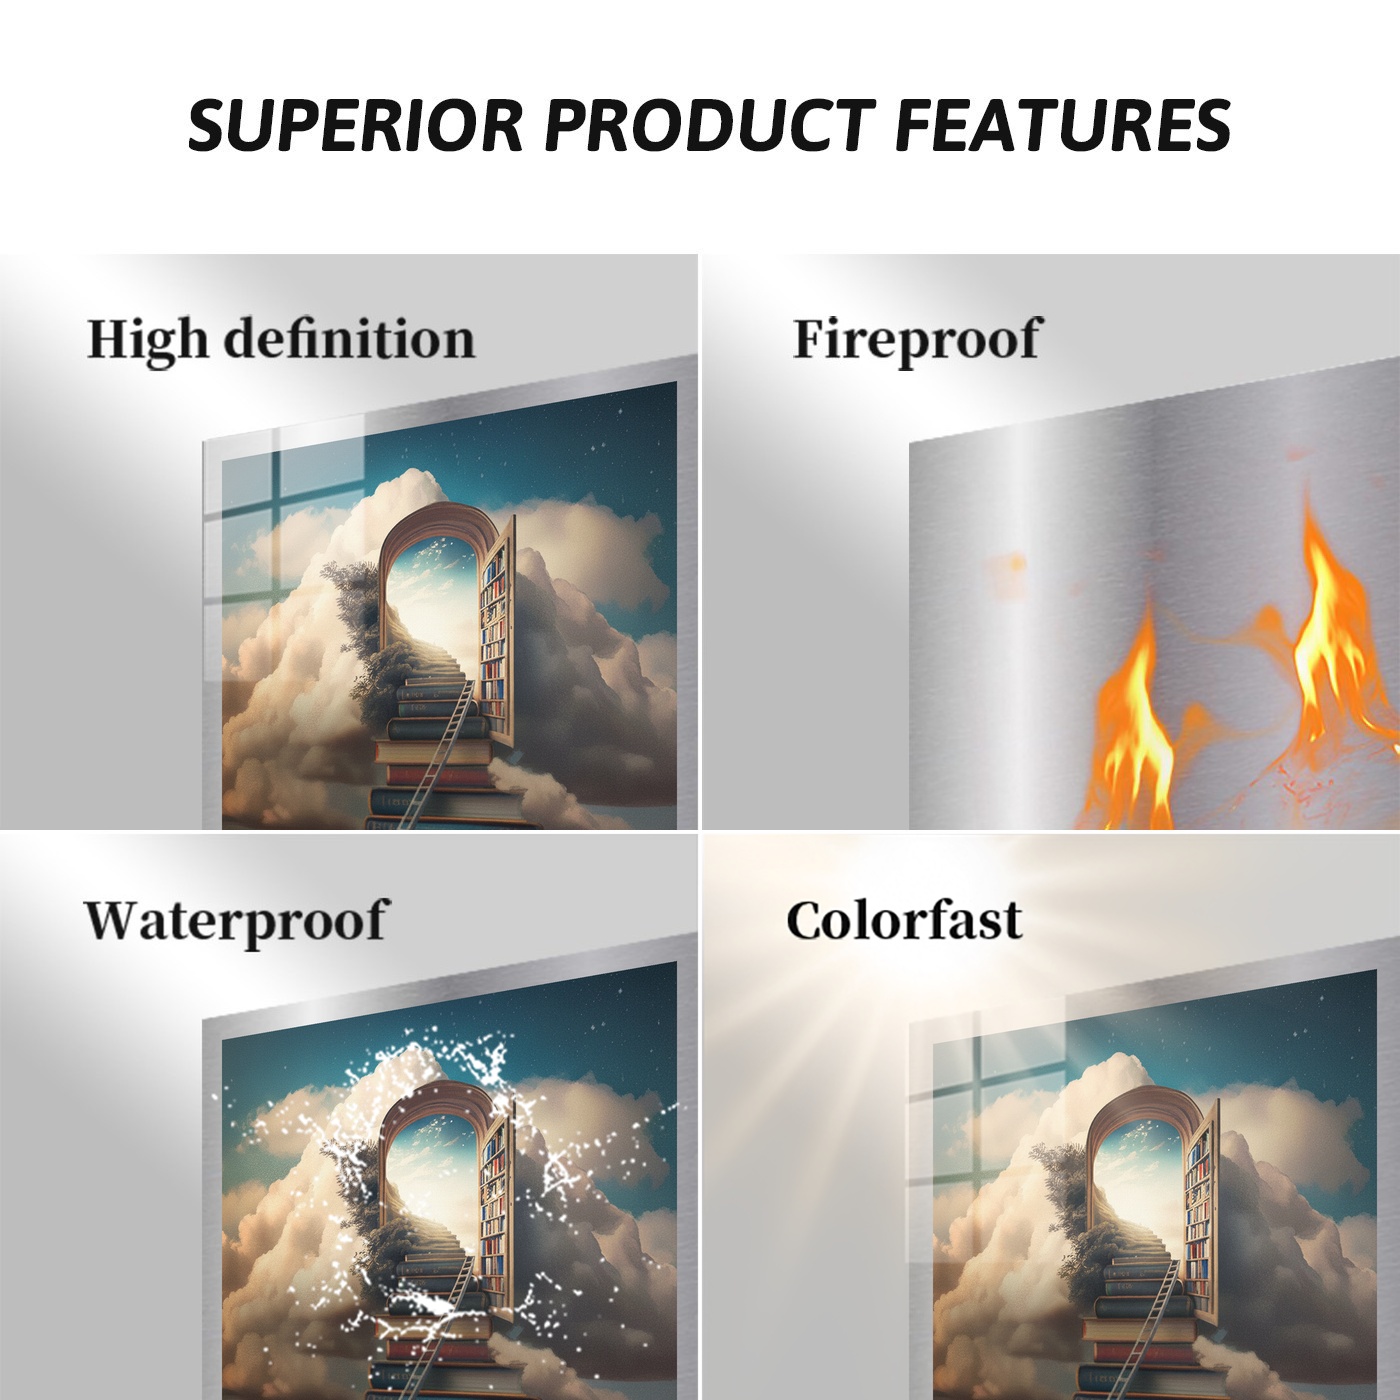 SUPERIOR PRODUCT FEATURES
High definition
Fireproof
Waterproof
Colorfast